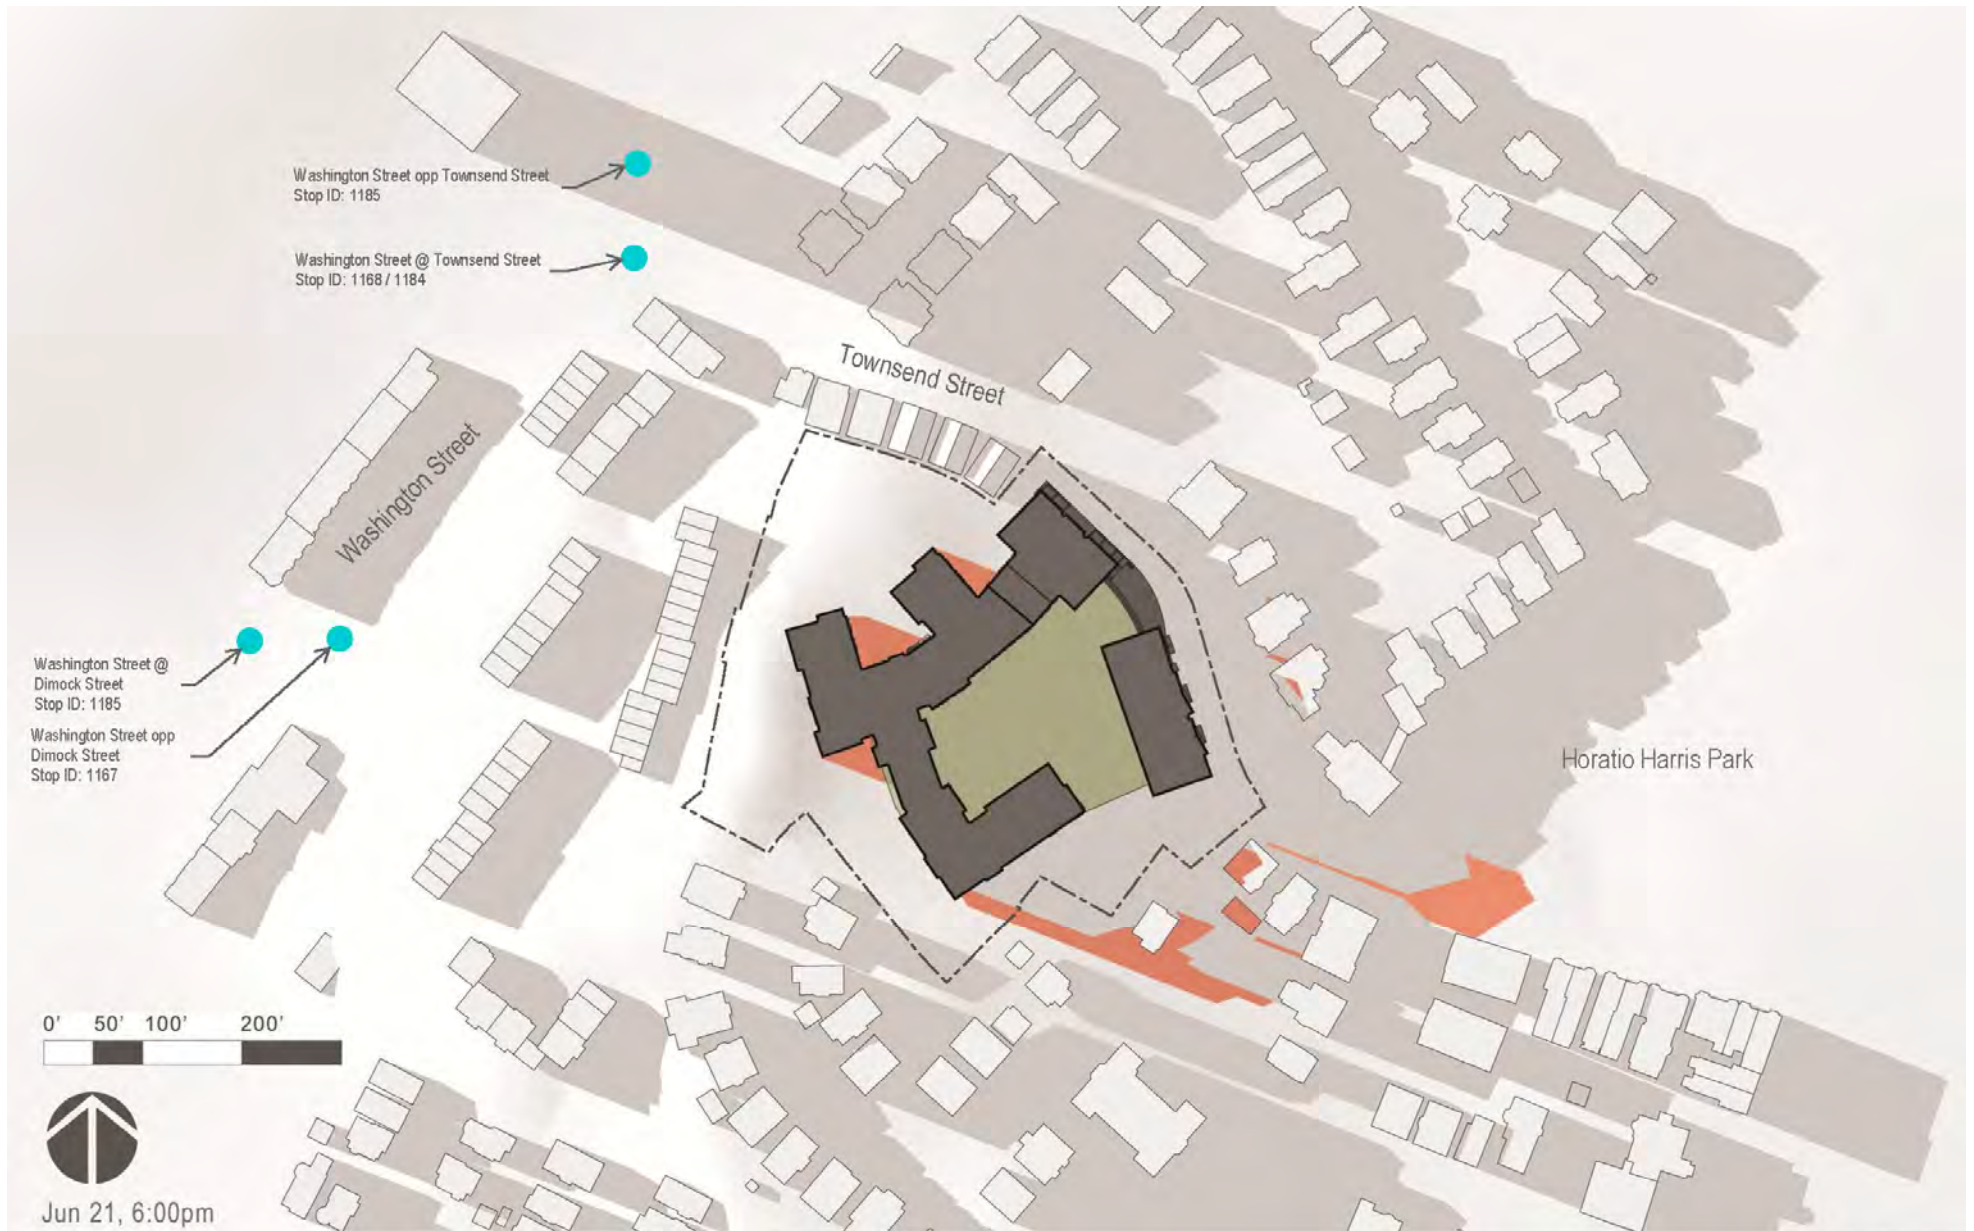 Washington Street opp Townsend Street
Stop ID: 1185
Washington Street @ Townsend Street
Stop ID: 1168 / 1184
Townsend Street
Washington Street
Washington Street @
Dimock Street
Stop ID: 1185
Washington Street opp
Dimock Street
Stop ID: 1167
Horatio Harris Park
0' 50' 100' 200'
Jun 21, 6:00pm